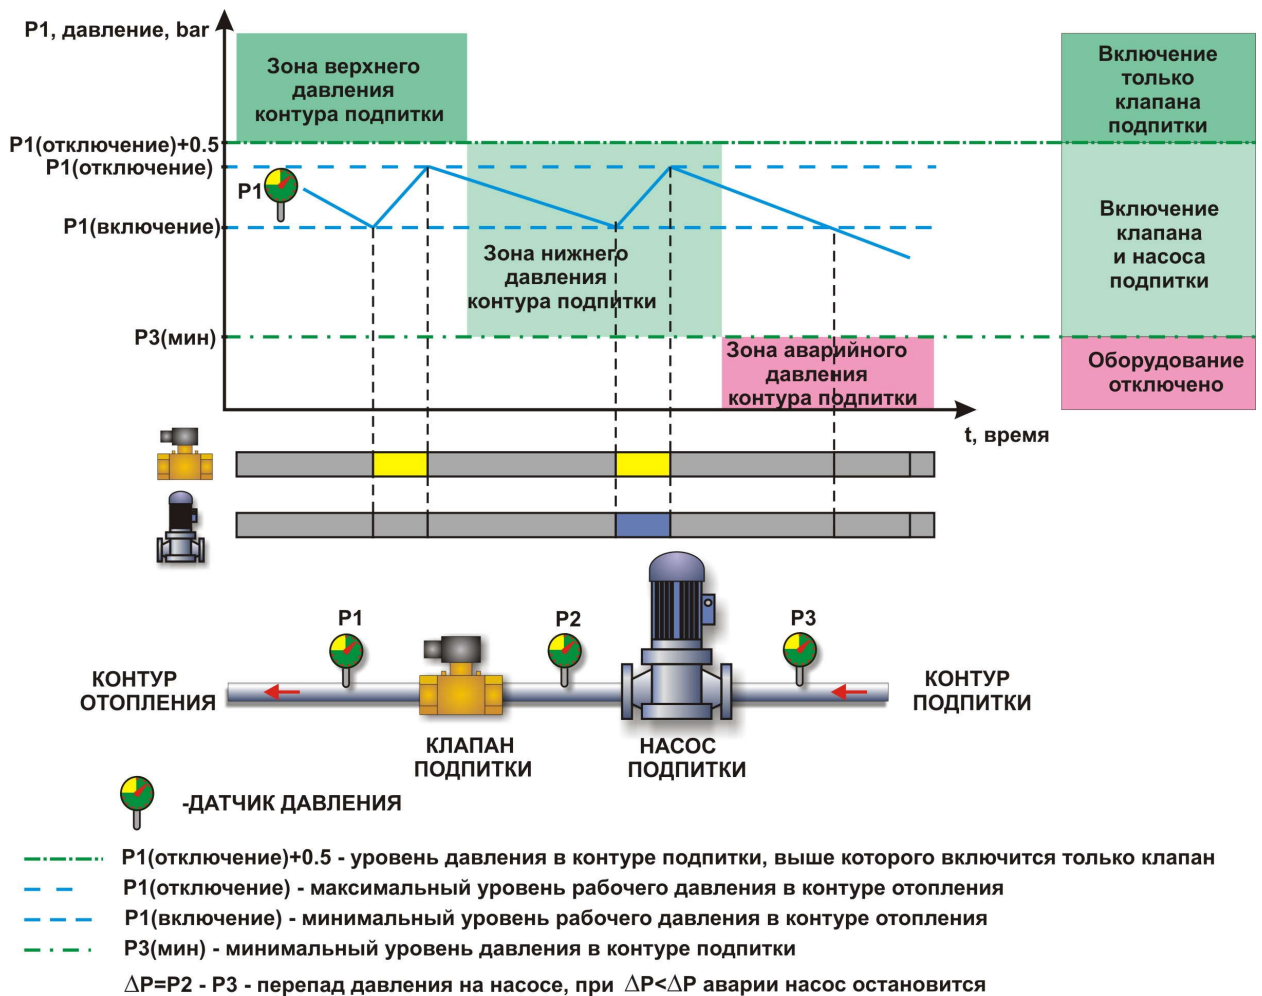 P1, давление, bar
Зона верхнего
давления
контура подпитки
Включение
только
клапана
подпитки
P1(отключение)+0.5
P1(отключение)
P1
P1(включение)
Зона нижнего
давления
контура подпитки
Включение
клапана
и насоса
подпитки
P3(мин)
Зона аварийного
давления
контура подпитки
Оборудование
отключено
t, время
P1
P2
P3
КОНТУР
ОТОПЛЕНИЯ
КОНТУР
ПОДПИТКИ
КЛАПАН
ПОДПИТКИ
НАСОС
ПОДПИТКИ
-ДАТЧИК ДАВЛЕНИЯ
P1(отключение)+0.5 - уровень давления в контуре подпитки, выше которого включится только клапан
P1(отключение) - максимальный уровень рабочего давления в контуре отопления
P1(включение) - минимальный уровень рабочего давления в контуре отопления
P3(мин) - минимальный уровень давления в контуре подпитки
ΔP=P2 - P3 - перепад давления на насосе, при ΔP<ΔP аварии насос остановится